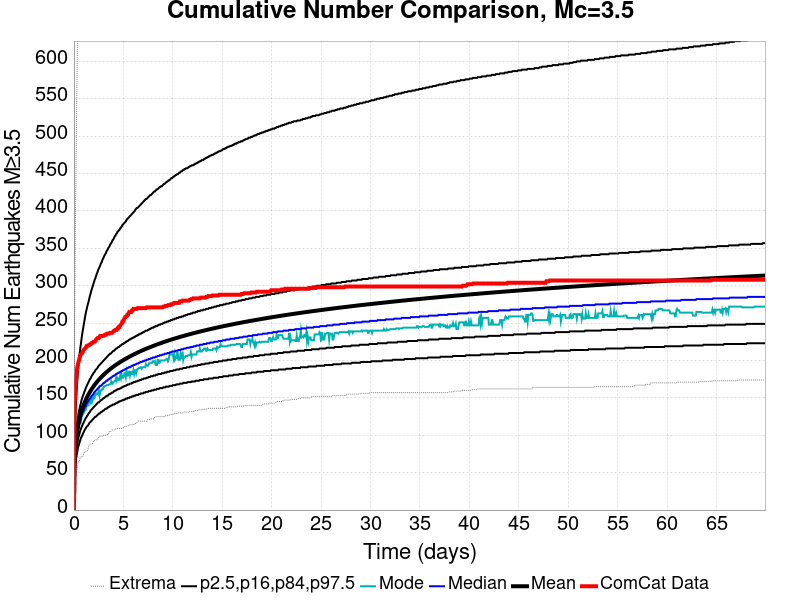 Cumulative Number Comparison, Mc=3.5
Cumulative Num Earthquakes M≥3.5
600
550
500
450
400
350
300
250
200
150
100
50
0
0 5 10 15 20 25 30 35 40 45 50 55 60 65
Time (days)
Extrema p2.5,p16,p84,p97.5 Mode Median Mean ComCat Data